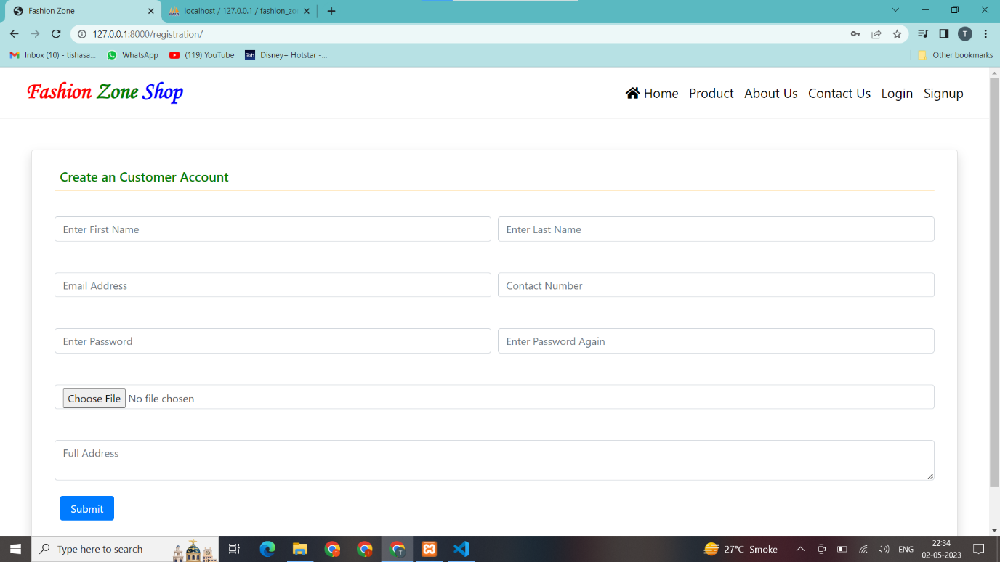 Fashion Zone
localhost / 127.0.0.1 / fashion_zo
127.0.0.1:8000/registration/
T
Inbox (10) - tishasa...
WhatsApp
(119) YouTube
Disney+ Hotstar -...
Other bookmarks
Fashion Zone Shop
Home Product About Us Contact Us Login Signup
Create an Customer Account
Enter First Name
Enter Last Name
Email Address
Contact Number
Enter Password
Enter Password Again
Choose File No file chosen
Full Address
Submit
Type here to search
27°C Smoke
ENG
22:34
02-05-2023